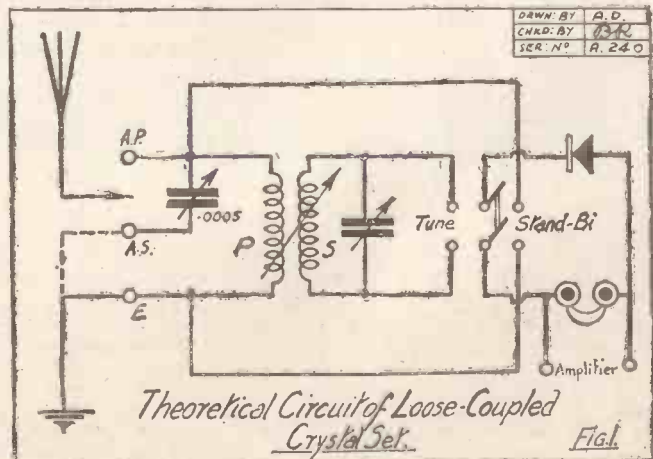 DRWN: BY A.D.
CHKD: BY BR
SER: Nº A.240
A.P.
.0005
A.S.
P
S
Tune
Stand-Bi
E
Amplifier
Theoretical Circuit of Loose-Coupled
Crystal Set.
FIG.1.